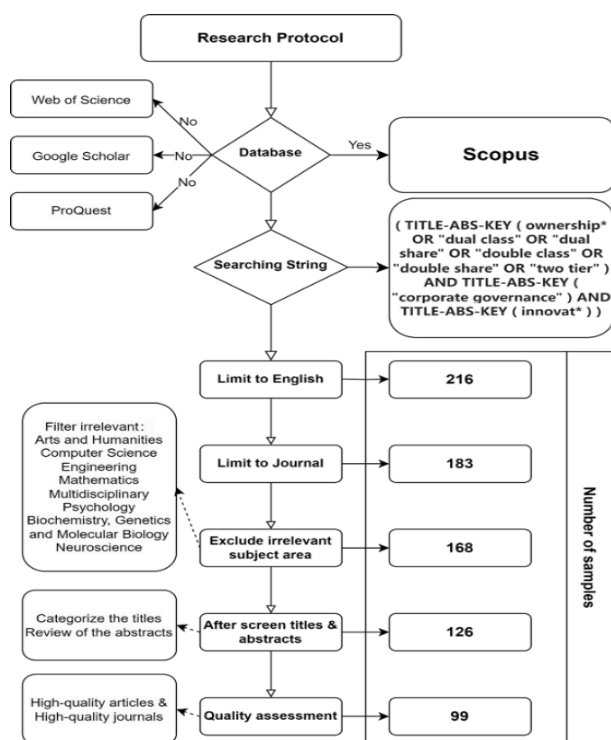 Research Protocol
Web of Science
No
Google Scholar
No
Database
Yes
Scopus
ProQuest
No
Searching String
( TITLE-ABS-KEY ( ownership*
OR "dual class" OR "dual
share" OR "double class" OR
"double share" OR "two tier" )
AND TITLE-ABS-KEY (
"corporate governance" ) AND
TITLE-ABS-KEY ( innovat* ) )
Limit to English
216
Filter irrelevant:
Arts and Humanities
Computer Science
Engineering
Mathematics
Multidisciplinary
Psychology
Biochemistry, Genetics
and Molecular Biology
Neuroscience
Limit to Journal
183
Exclude irrelevant
subject area
168
Categorize the titles
Review of the abstracts
After screen titles &
abstracts
126
High-quality articles &
High-quality journals
Quality assessment
99
Number of samples